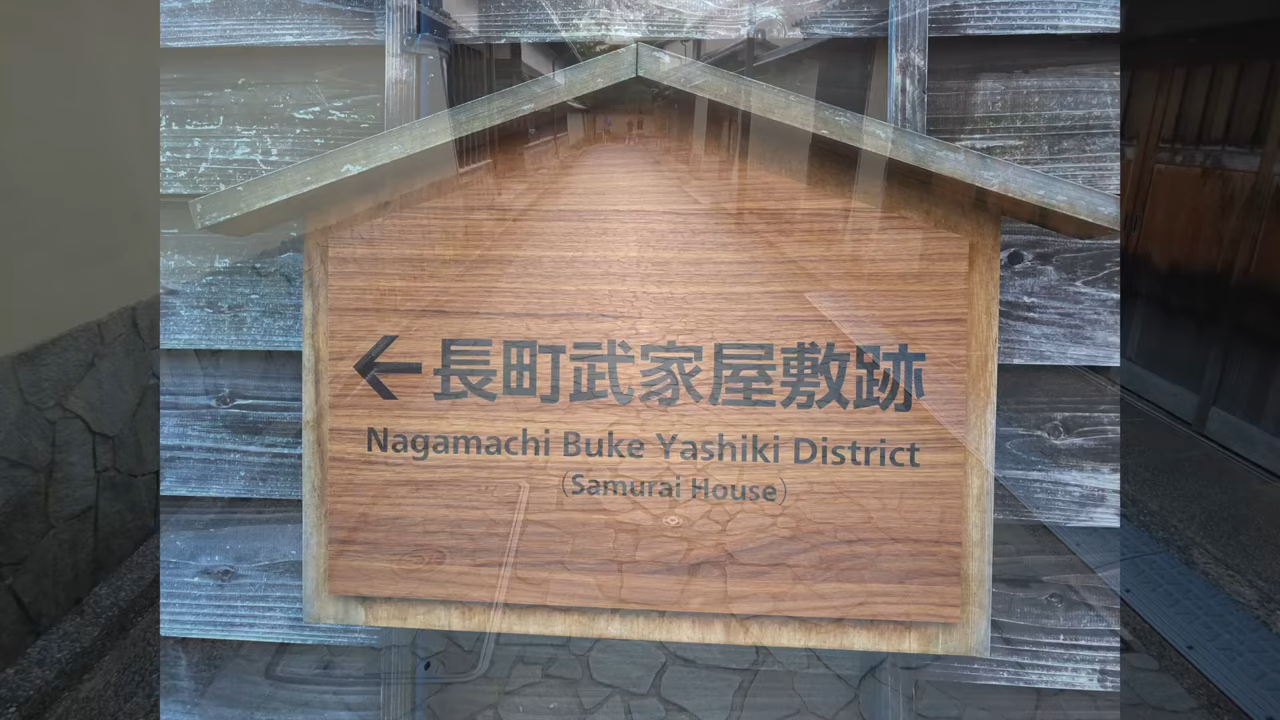 ←長町武家屋敷跡
Nagamachi Buke Yashiki District
(Samurai House)